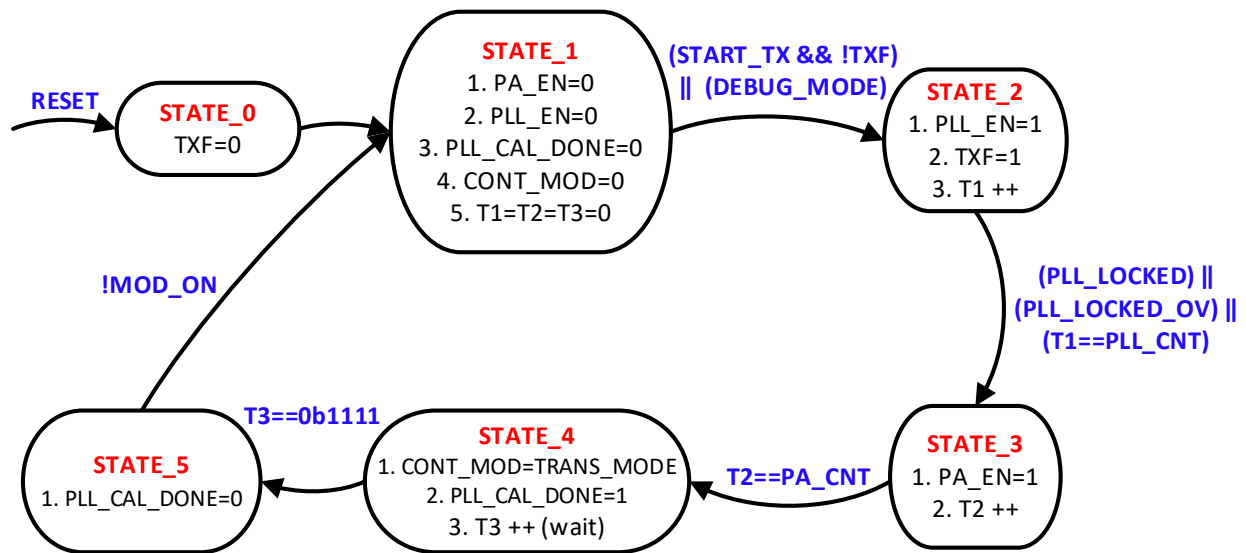 RESET
STATE_0
TXF=0
STATE_1
1. PA_EN=0
2. PLL_EN=0
3. PLL_CAL_DONE=0
4. CONT_MOD=0
5. T1=T2=T3=0
(START_TX && !TXF)
|| (DEBUG_MODE)
STATE_2
1. PLL_EN=1
2. TXF=1
3. T1 ++
!MOD_ON
(PLL_LOCKED) ||
(PLL_LOCKED_OV) ||
(T1==PLL_CNT)
STATE_5
1. PLL_CAL_DONE=0
T3==0b1111
STATE_4
1. CONT_MOD=TRANS_MODE
2. PLL_CAL_DONE=1
3. T3 ++ (wait)
T2==PA_CNT
STATE_3
1. PA_EN=1
2. T2 ++